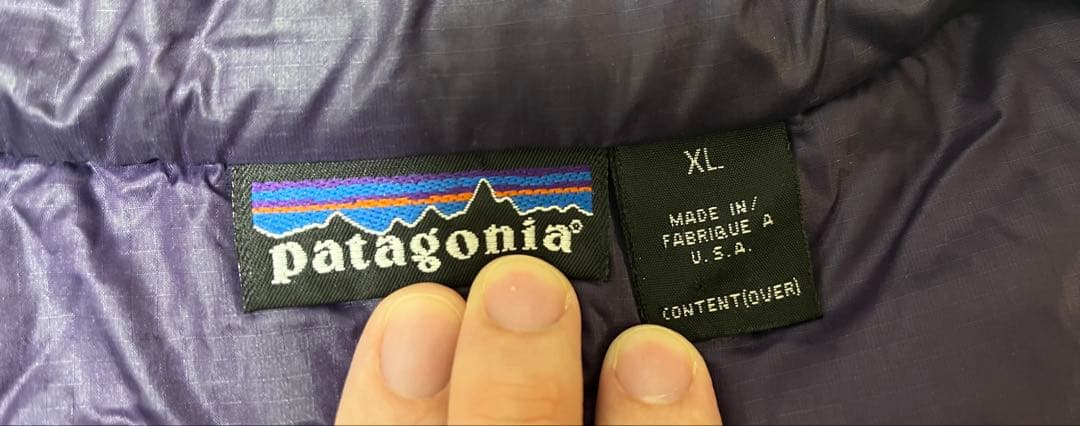 patagonia®
XL
MADE IN/
FABRIQUE A
U.S.A.
CONTENT(OVER)